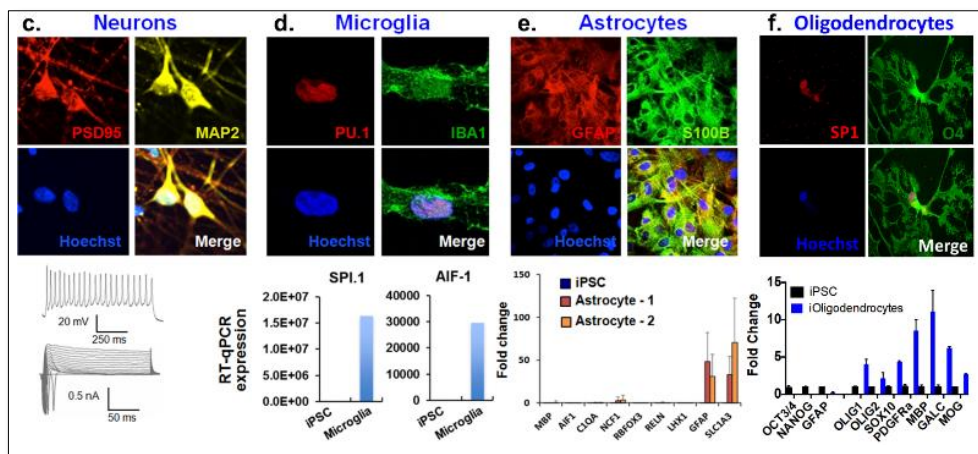 c. Neurons
PSD95
MAP2
Hoechst
Merge
20 mV
250 ms
0.5 nA
50 ms
d. Microglia
PU.1
IBA1
Hoechst
Merge
SPI.1
AIF-1
RT-qPCR
expression
2.0E+07
1.5E+07
1.0E+07
5.0E+06
0.0E+00
iPSC
Microglia
40000
30000
20000
10000
0
iPSC
Microglia
e. Astrocytes
GFAP
S100B
Hoechst
Merge
Fold change
150
100
50
0
iPSC
Astrocyte - 1
Astrocyte - 2
MBP
AIF1
C1QA
NCF1
RBFOX3
RELN
LHX1
GFAP
SLC1A3
f. Oligodendrocytes
SP1
O4
Hoechst
Merge
Fold Change
15
10
5
0
iPSC
iOligodendrocytes
OCT3/4
NANOG
GFAP
OLIG1
OLIG2
SOX10
PDGFRa
MBP
GALC
MOG